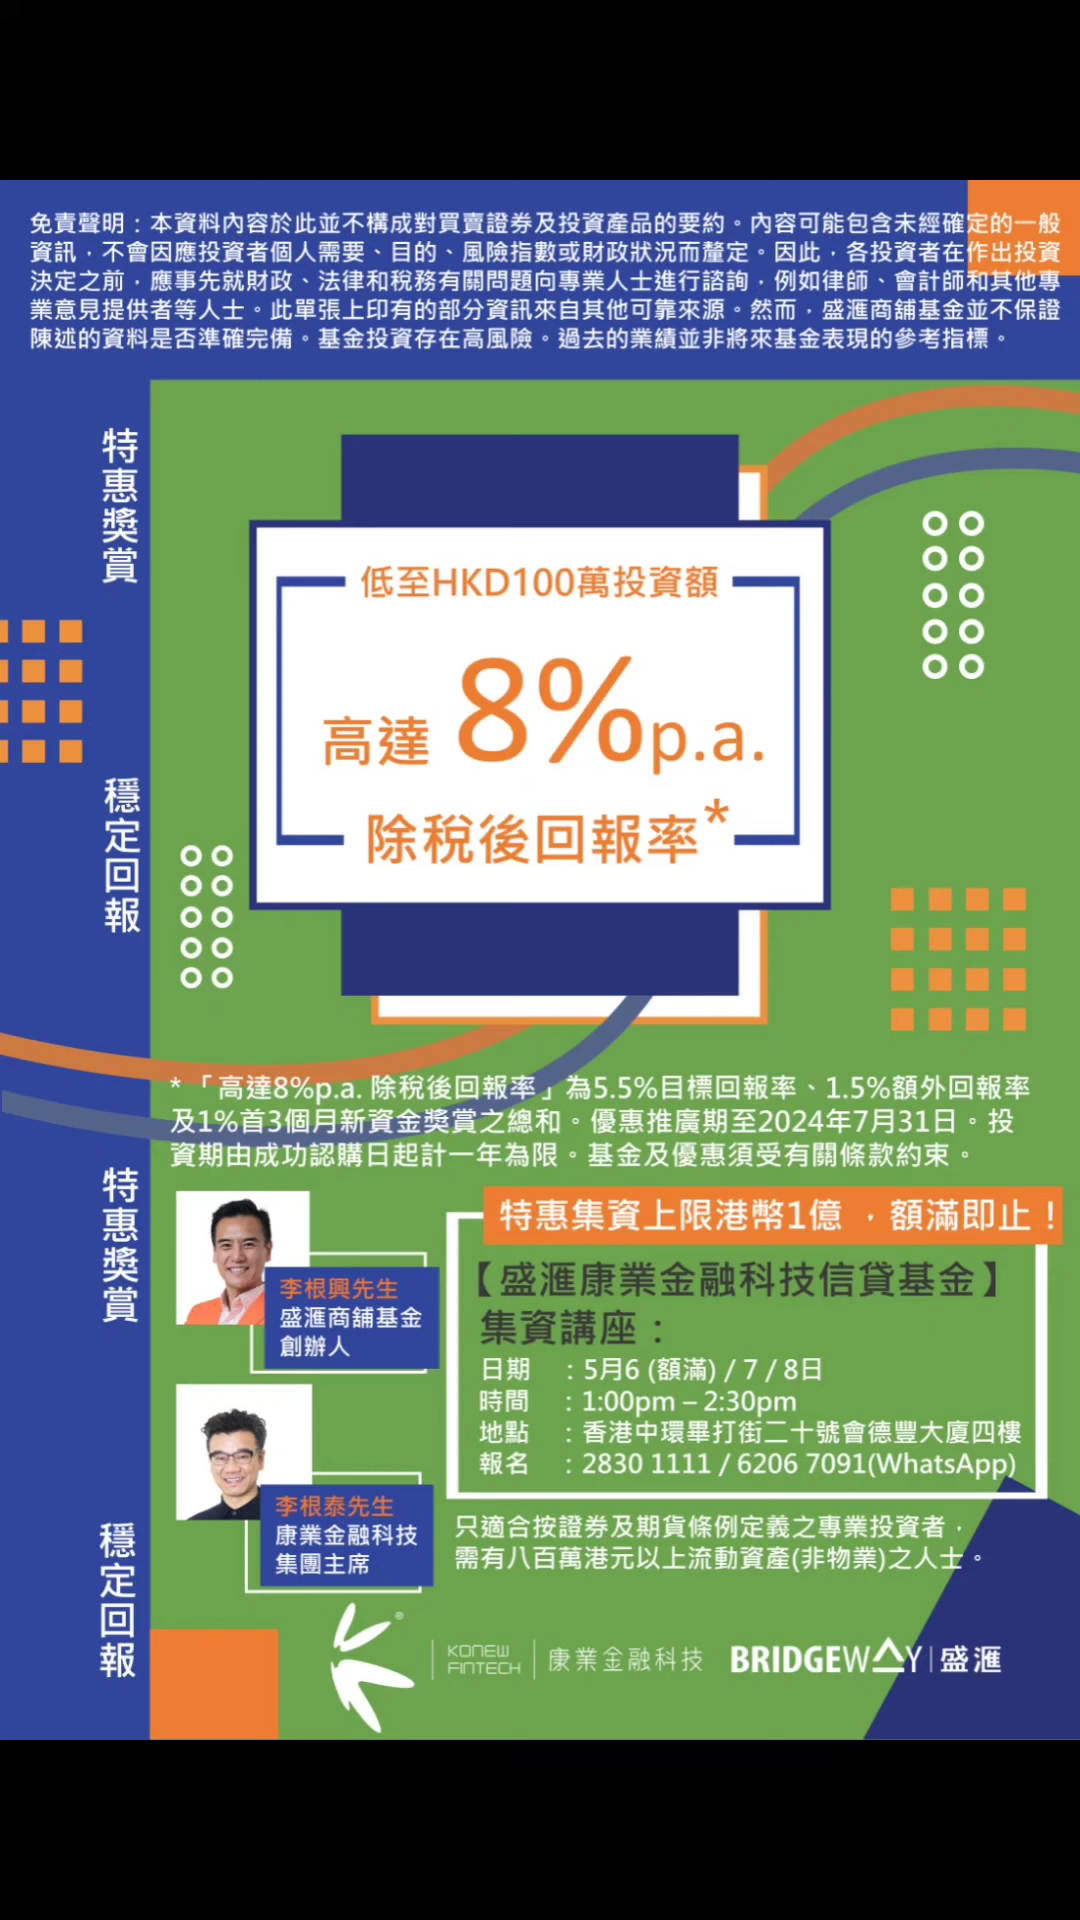 免責聲明：本資料內容於此並不構成對買賣證券及投資產品的要約。內容可能包含未經確定的一般
資訊，不會因應投資者個人需要、目的、風險指數或財政狀況而釐定。因此，各投資者在作出投資
決定之前，應事先就財政、法律和稅務有關問題向專業人士進行諮詢，例如律師、會計師和其他專
業意見提供者等人士。此單張上印有的部分資訊來自其他可靠來源。然而，盛滙商舖基金並不保證
陳述的資料是否準確完備。基金投資存在高風險。過去的業績並非將來基金表現的參考指標。
特惠獎賞
穩定回報
特惠獎賞
穩定回報
低至HKD100萬投資額
高達 8%p.a.
除稅後回報率*
*「高達8%p.a. 除稅後回報率」為5.5%目標回報率、1.5%額外回報率
及1%首3個月新資金獎賞之總和。優惠推廣期至2024年7月31日。投
資期由成功認購日起計一年為限。基金及優惠須受有關條款約束。
李根興先生
盛滙商舖基金
創辦人
李根泰先生
康業金融科技
集團主席
特惠集資上限港幣1億 ，額滿即止！
【盛滙康業金融科技信貸基金】
集資講座：
日期 ：5月6 (額滿) / 7 / 8日
時間 ：1:00pm – 2:30pm
地點 ：香港中環畢打街二十號會德豐大廈四樓
報名 ：2830 1111 / 6206 7091(WhatsApp)
只適合按證券及期貨條例定義之專業投資者，
需有八百萬港元以上流動資產(非物業)之人士。
®
KONEW
FINTECH
康業金融科技
BRIDGEWAY | 盛滙